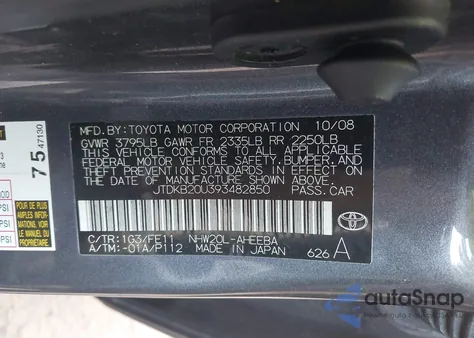 MFD.BY:TOYOTA MOTOR CORPORATION 10/08
GVWR 3795LB GAWR FR 2335LB RR 2250LB
THIS VEHICLE CONFORMS TO ALL APPLICABLE
FEDERAL MOTOR VEHICLE SAFETY, BUMPER,
AND THEFT PREVENTION STANDARDS IN EFFECT ON
THE DATE OF MANUFACTURE SHOWN ABOVE.
JTDKB20U393482850 PASS.CAR
C/TR:1G3/FE11 NHW20L-AHEEBA
A/TM:-01A/P112 MADE IN JAPAN 626 A
75 47130
PSI
PSI
autoSnap